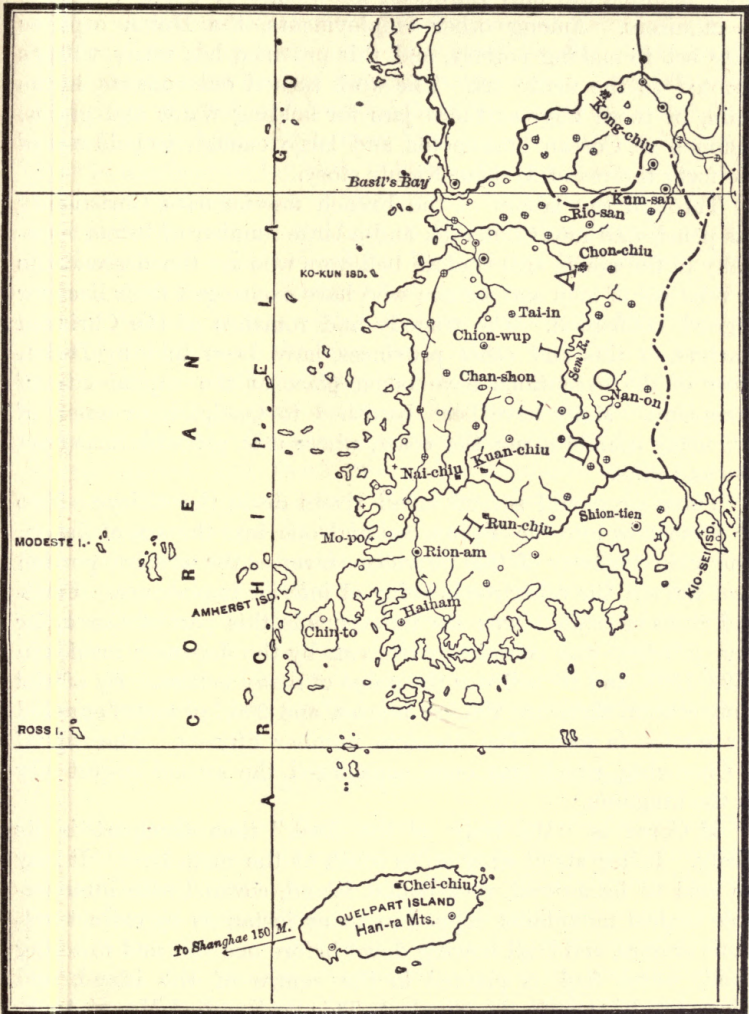 Kong-chiu
Basil's Bay
Kum-san
Rio-san
Chon-chiu
KO-KUN ISD.
Tai-in
Chion-wup
Sem R.
Chan-shon
Nan-on
Kuan-chiu
Nai-chiu
CHULLADO
Run-chiu
Shion-tien
MODESTE I.
Mo-po
Rion-am
KIO-SEI ISD.
AMHERST ISD.
Hainam
Chin-to
COREAN
ARCHIPELAGO
ROSS I.
Chei-chiu
QUELPART ISLAND
Han-ra Mts.
To Shanghae 150 M.